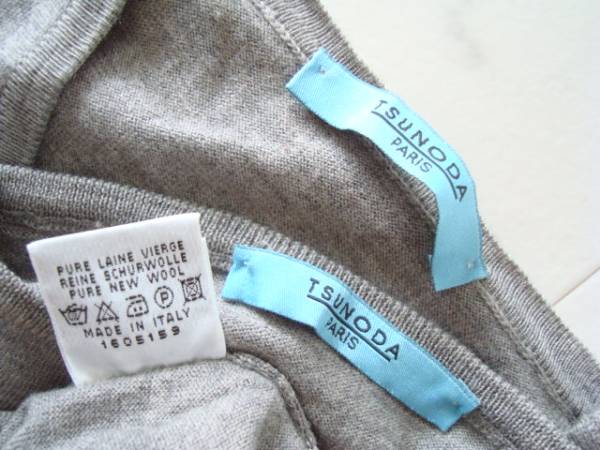 TSUNODA
PARIS
PURE LAINE VIERGE
REINE SCHURWOLLE
PURE NEW WOOL
MADE IN ITALY
1605159
TSUNODA
PARIS